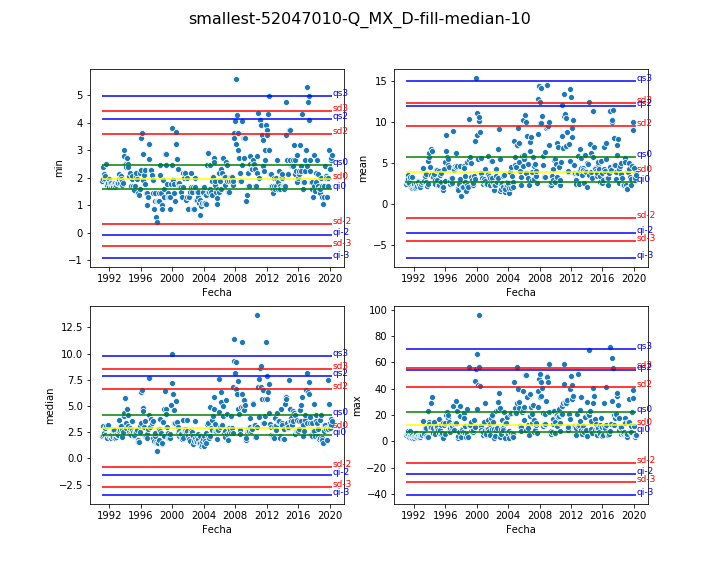 smallest-52047010-Q_MX_D-fill-median-10
min
5
4
3
2
1
0
−1
qs3
sd3
qs2
sd2
qs0
sd0
qi0
sd-2
qi-2
sd-3
qi-3
1992 1996 2000 2004 2008 2012 2016 2020
Fecha
mean
15
10
5
0
−5
qs3
sd3
qs2
sd2
qs0
sd0
qi0
sd-2
qi-2
sd-3
qi-3
1992 1996 2000 2004 2008 2012 2016 2020
Fecha
median
12.5
10.0
7.5
5.0
2.5
0.0
−2.5
qs3
sd3
qs2
sd2
qs0
sd0
qi0
sd-2
qi-2
sd-3
qi-3
1992 1996 2000 2004 2008 2012 2016 2020
Fecha
max
100
80
60
40
20
0
−20
−40
qs3
sd3
qs2
sd2
qs0
sd0
qi0
sd-2
qi-2
sd-3
qi-3
1992 1996 2000 2004 2008 2012 2016 2020
Fecha